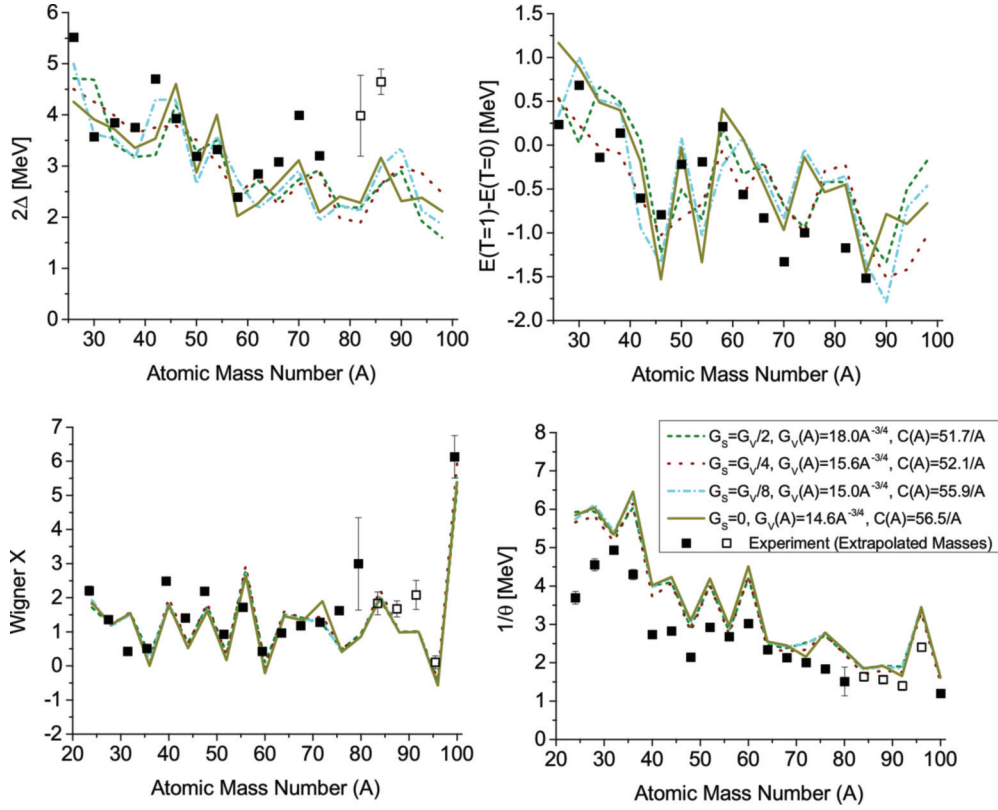 6
5
4
3
2
1
0
2Δ [MeV]
30 40 50 60 70 80 90 100
Atomic Mass Number (A)
1.5
1.0
0.5
0.0
-0.5
-1.0
-1.5
-2.0
E(T=1)-E(T=0) [MeV]
30 40 50 60 70 80 90 100
Atomic Mass Number (A)
7
6
5
4
3
2
1
0
-1
-2
Wigner X
20 30 40 50 60 70 80 90 100
Atomic Mass Number (A)
8
7
6
5
4
3
2
1
0
1/θ [MeV]
20 30 40 50 60 70 80 90 100
Atomic Mass Number (A)
G_S=G_V/2, G_V(A)=18.0A^-3/4, C(A)=51.7/A
G_S=G_V/4, G_V(A)=15.6A^-3/4, C(A)=52.1/A
G_S=G_V/8, G_V(A)=15.0A^-3/4, C(A)=55.9/A
G_S=0, G_V(A)=14.6A^-3/4, C(A)=56.5/A
Experiment (Extrapolated Masses)